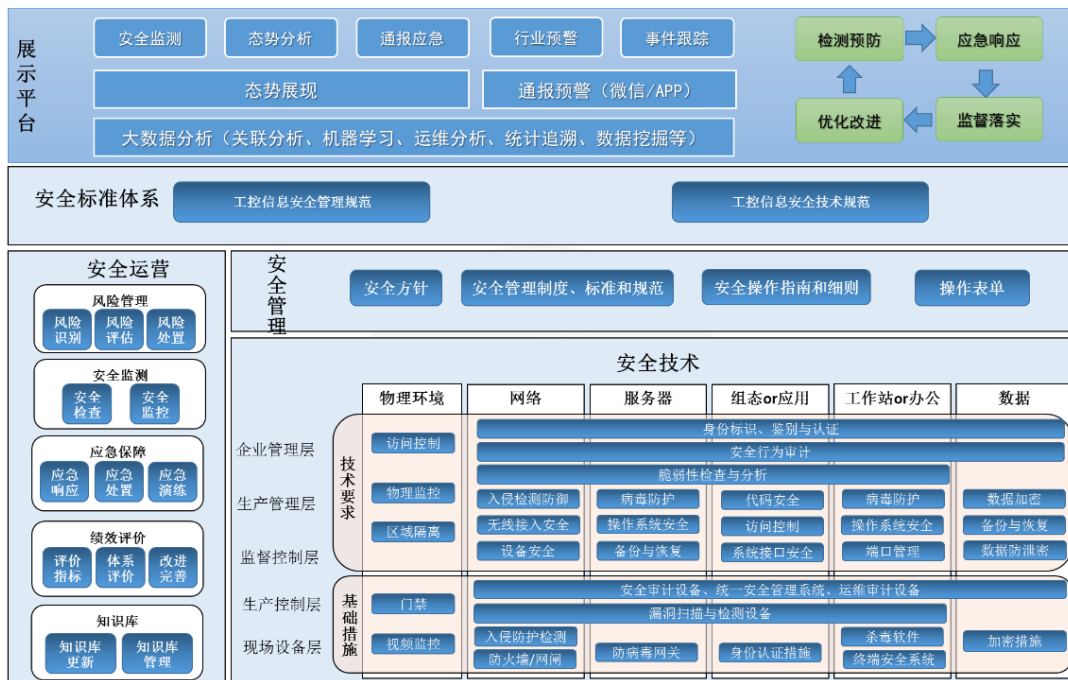 展示平台
安全监测
态势分析
通报应急
行业预警
事件跟踪
态势展现
通报预警（微信/APP）
大数据分析（关联分析、机器学习、运维分析、统计追溯、数据挖掘等）
检测预防
应急响应
优化改进
监督落实
安全标准体系
工控信息安全管理规范
工控信息安全技术规范
安全运营
风险管理
风险
识别
风险
评估
风险
处置
安全监测
安全
检查
安全
监控
应急保障
应急
响应
应急
处置
应急
演练
绩效评价
评价
指标
体系
评价
改进
完善
知识库
知识库
更新
知识库
管理
安全管理
安全方针
安全管理制度、标准和规范
安全操作指南和细则
操作表单
安全技术
物理环境
网络
服务器
组态or应用
工作站or办公
数据
企业管理层
生产管理层
监督控制层
生产控制层
现场设备层
技术要求
访问控制
物理监控
区域隔离
身份标识、鉴别与认证
安全行为审计
脆弱性检查与分析
入侵检测防御
病毒防护
代码安全
病毒防护
数据加密
无线接入安全
操作系统安全
访问控制
操作系统安全
备份与恢复
设备安全
备份与恢复
系统接口安全
端口管理
数据防泄密
基础措施
门禁
视频监控
安全审计设备、统一安全管理系统、运维审计设备
漏洞扫描与检测设备
入侵防护检测
防火墙/网闸
防病毒网关
身份认证措施
杀毒软件
终端安全系统
加密措施